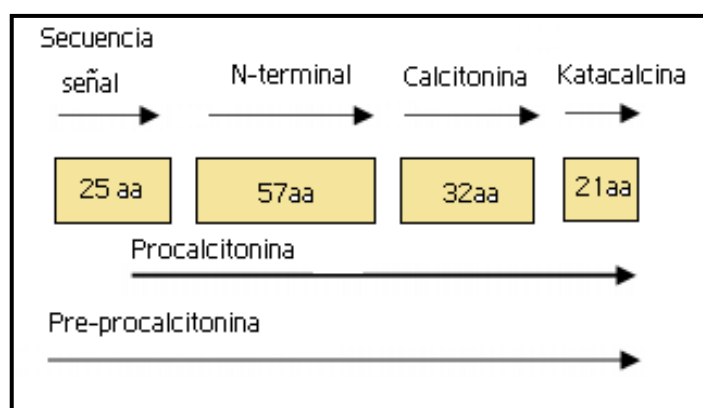 Secuencia
señal N-terminal Calcitonina Katacalcina
25 aa 57aa 32aa 21aa
Procalcitonina
Pre-procalcitonina